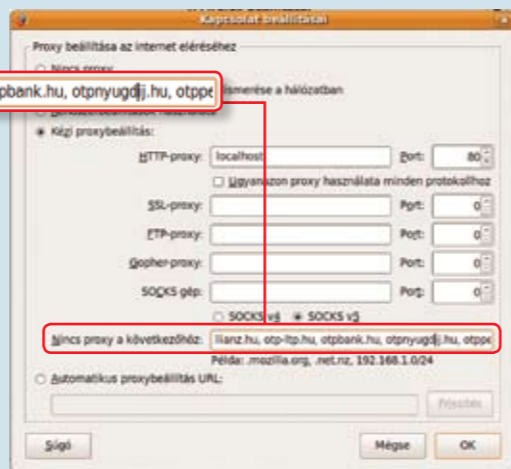 Kapcsolat beállításai
Proxy beállítása az internet eléréséhez
Nincs proxy
pbank.hu, otpnyugdíj.hu, otppe
ismerése a hálózatban
Kézi proxybeállítás:
HTTP-proxy: localhost Port: 80
Ugyanazon proxy használata minden protokollhoz
SSL-proxy: Port: 0
FTP-proxy: Port: 0
Gopher-proxy: Port: 0
SOCKS gép: Port: 0
SOCKS v4 SOCKS v5
Nincs proxy a következőhöz: llianz.hu, otp-ltp.hu, otpbank.hu, otpnyugdij.hu, otppe
Példa: .mozilla.org, .net.nz, 192.168.1.0/24
Automatikus proxybeállítás URL:
Frissítés
Súgó Mégse OK